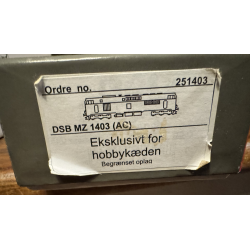 Ordre no. 251403
DSB MZ 1403 (AC)
Eksklusivt for
hobbykæden
Begrænset oplag